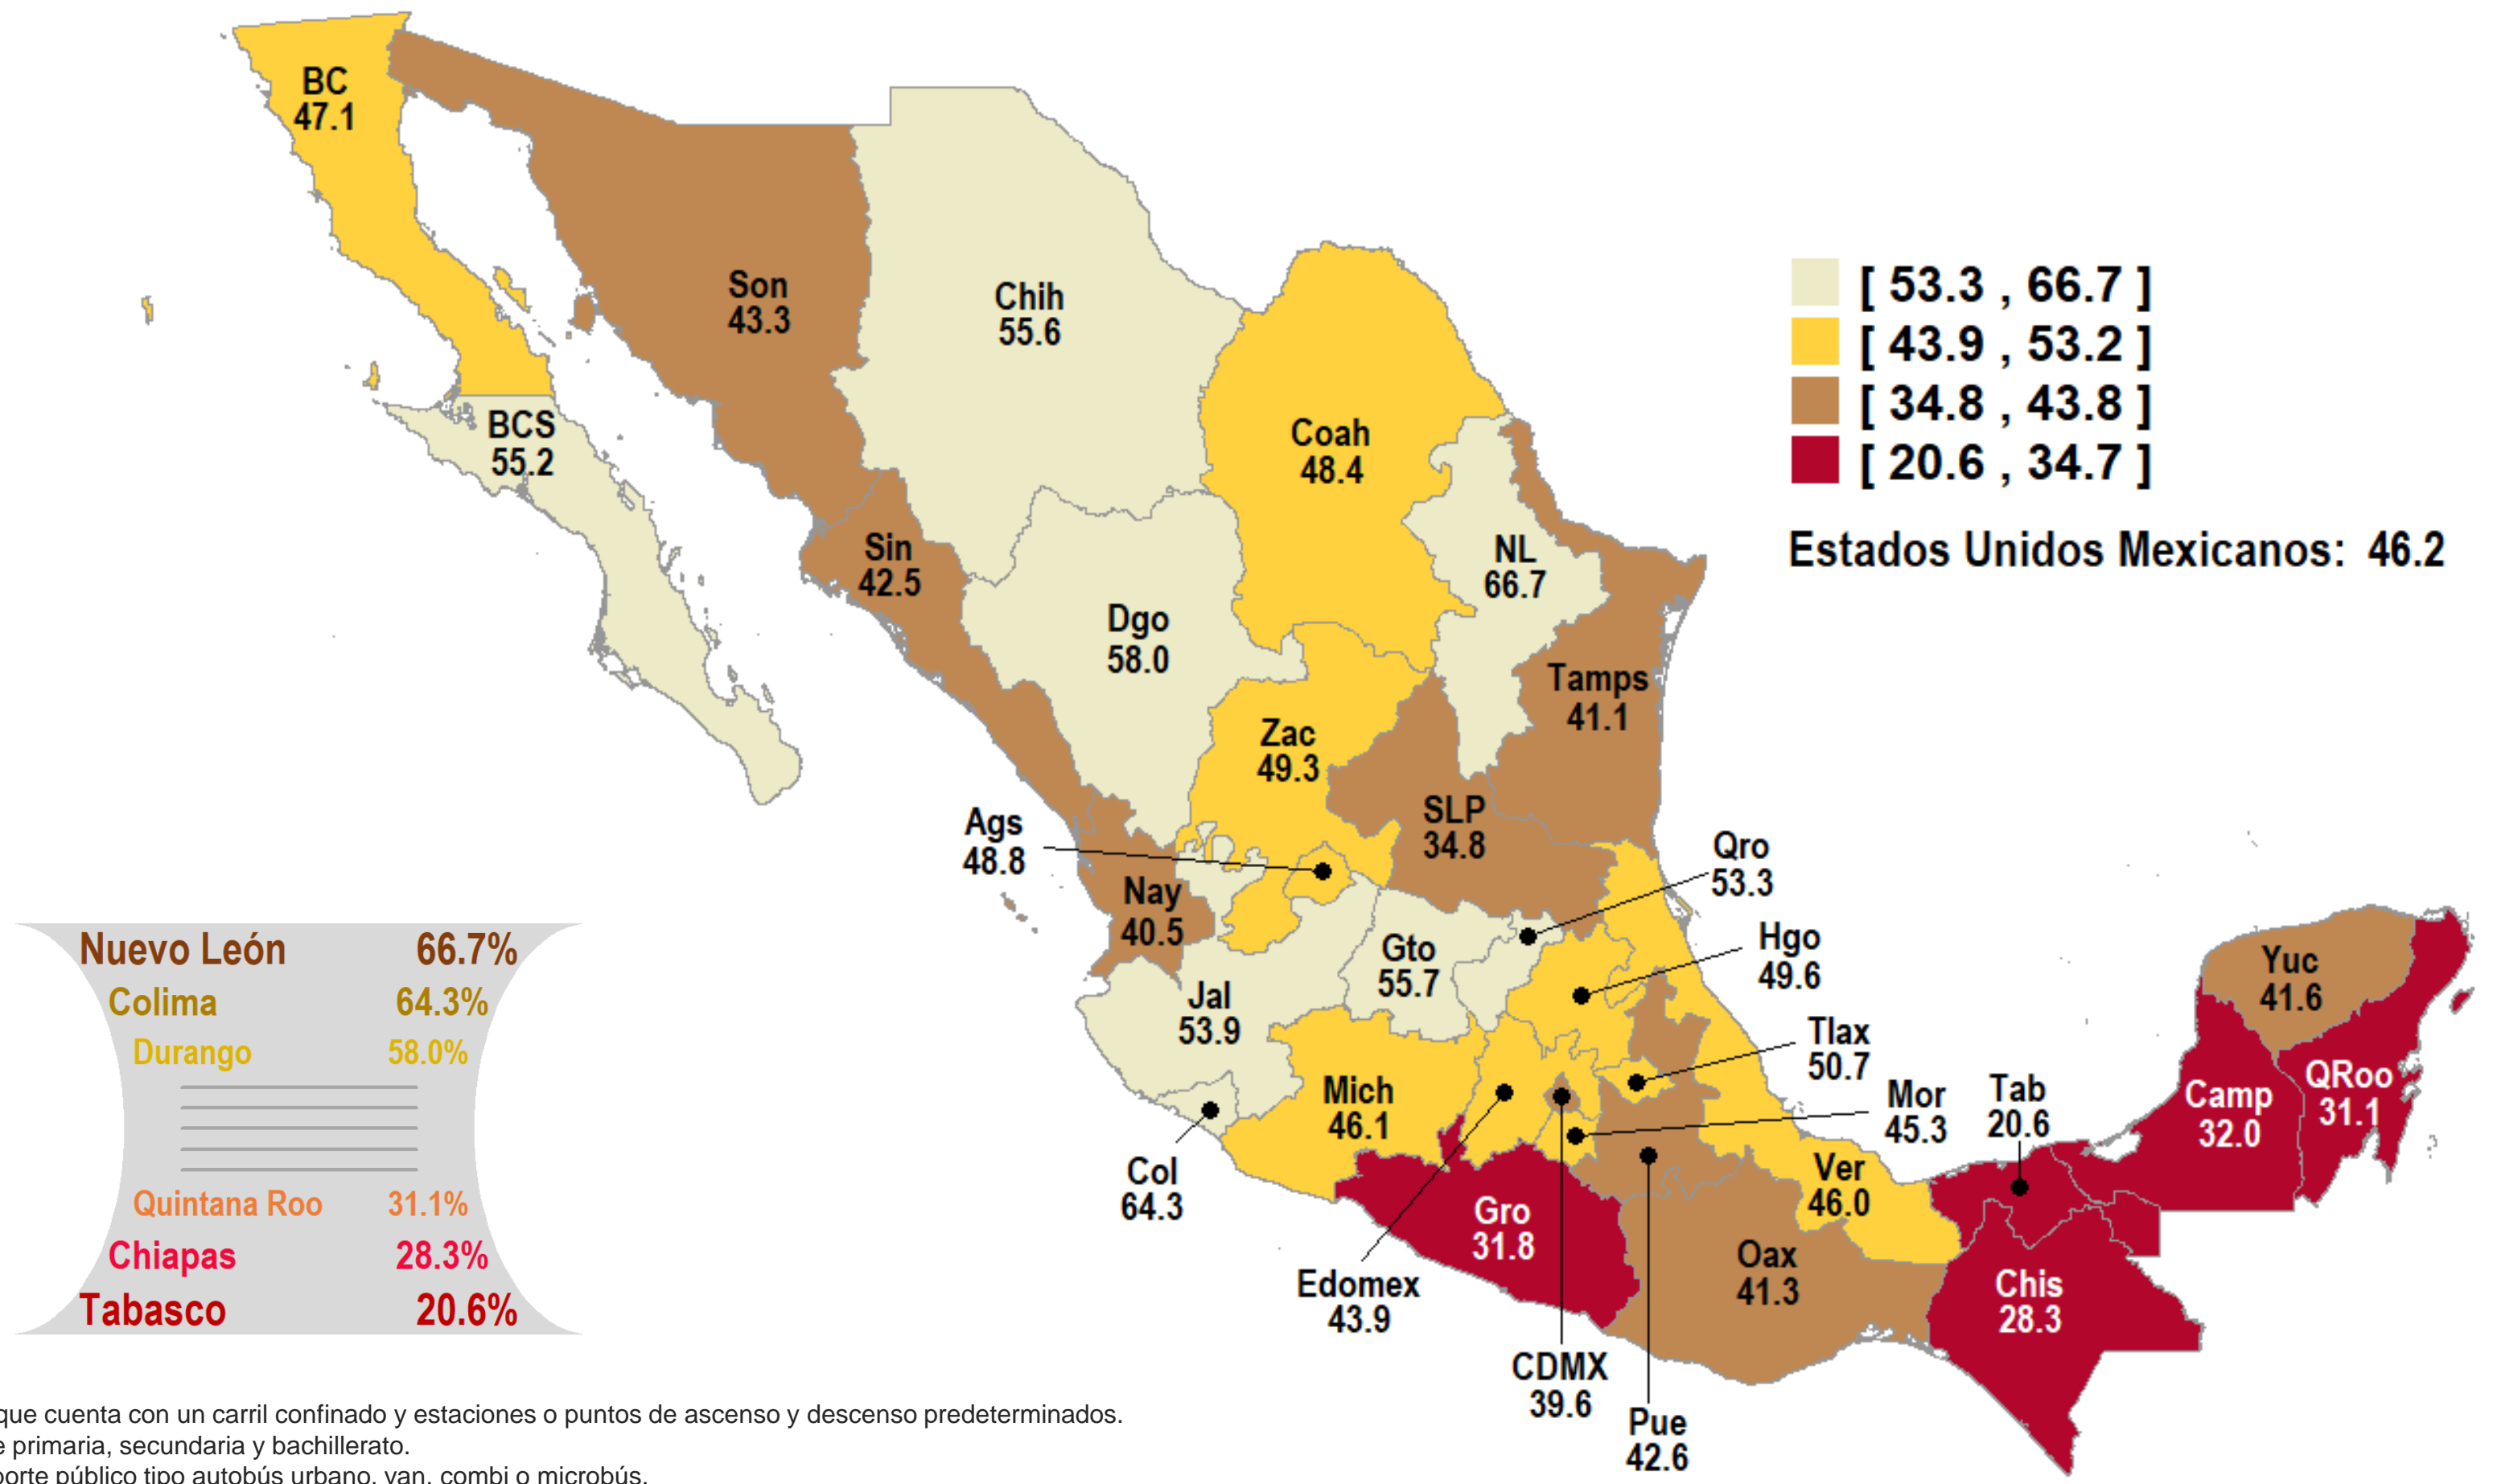 BC
47.1
Son
43.3
Chih
55.6
BCS
55.2
Coah
48.4
Sin
42.5
NL
66.7
Dgo
58.0
Tamps
41.1
Zac
49.3
SLP
34.8
Ags
48.8
Nay
40.5
Qro
53.3
Gto
55.7
Hgo
49.6
Jal
53.9
Tlax
50.7
Mich
46.1
Mor
45.3
Tab
20.6
Yuc
41.6
Camp
32.0
QRoo
31.1
Col
64.3
Ver
46.0
Gro
31.8
Oax
41.3
Edomex
43.9
Chis
28.3
CDMX
39.6
Pue
42.6
[ 53.3 , 66.7 ]
[ 43.9 , 53.2 ]
[ 34.8 , 43.8 ]
[ 20.6 , 34.7 ]
Estados Unidos Mexicanos: 46.2
Nuevo León 66.7%
Colima 64.3%
Durango 58.0%
Quintana Roo 31.1%
Chiapas 28.3%
Tabasco 20.6%
que cuenta con un carril confinado y estaciones o puntos de ascenso y descenso predeterminados.
e primaria, secundaria y bachillerato.
porte público tipo autobús urbano, van, combi o microbús.